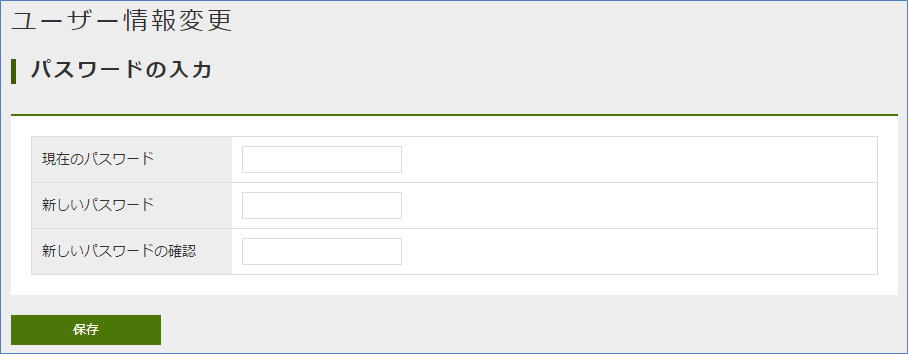 ユーザー情報変更
パスワードの入力
現在のパスワード
新しいパスワード
新しいパスワードの確認
保存